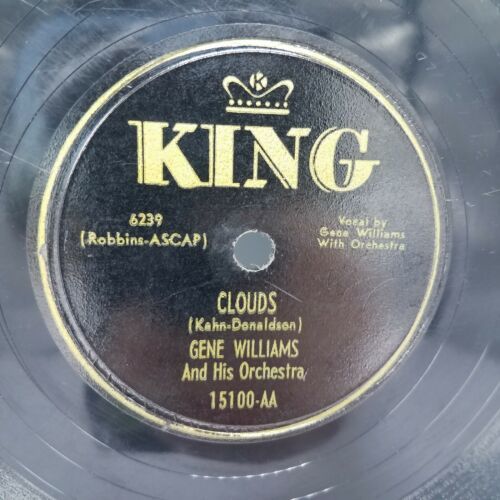 K
KING
6239
(Robbins-ASCAP)
Vocal by
Gene Williams
With Orchestra
CLOUDS
(Kahn-Donaldson)
GENE WILLIAMS
And His Orchestra
15100-AA